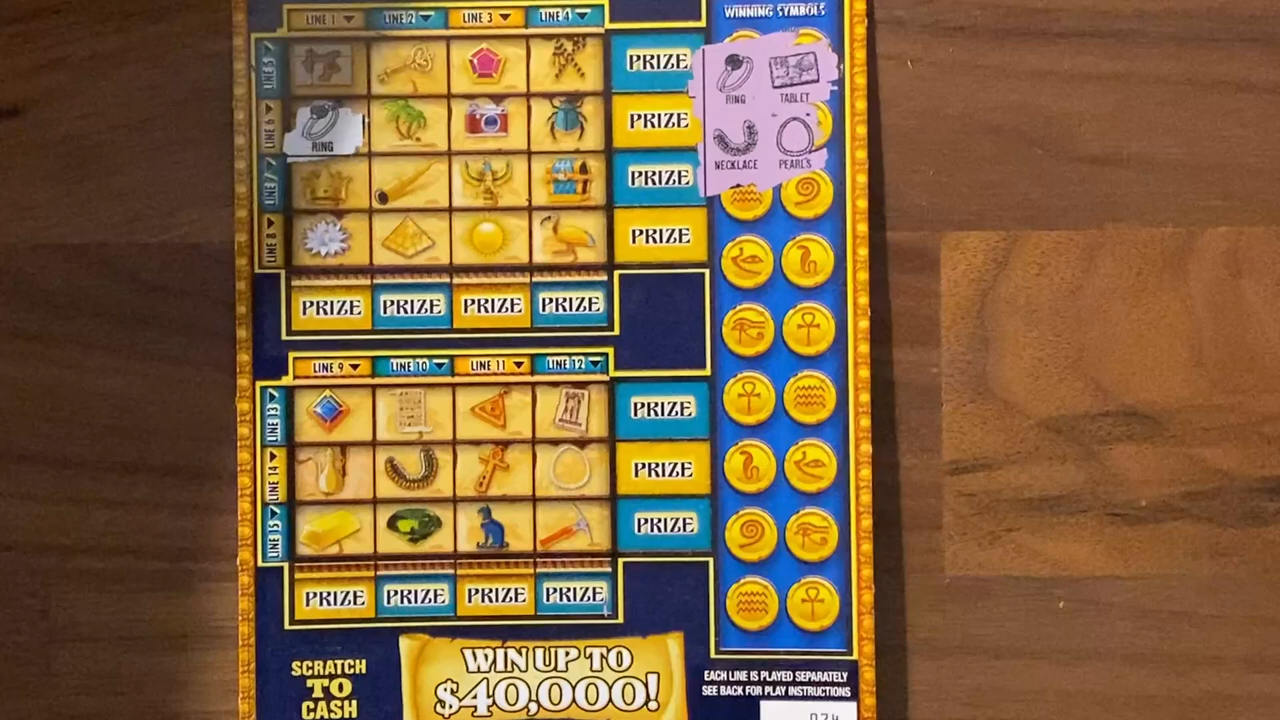 WINNING SYMBOLS
LINE 1 LINE 2 LINE 3 LINE 4
LINE 5 PRIZE
RING TABLET
LINE 6 RING PRIZE
NECKLACE PEARLS
LINE 7 PRIZE
LINE 8 PRIZE
PRIZE PRIZE PRIZE PRIZE
LINE 9 LINE 10 LINE 11 LINE 12
LINE 13 PRIZE
LINE 14 PRIZE
LINE 15 PRIZE
PRIZE PRIZE PRIZE PRIZE
SCRATCH
TO
CASH
WIN UP TO
$40,000!
EACH LINE IS PLAYED SEPARATELY
SEE BACK FOR PLAY INSTRUCTIONS